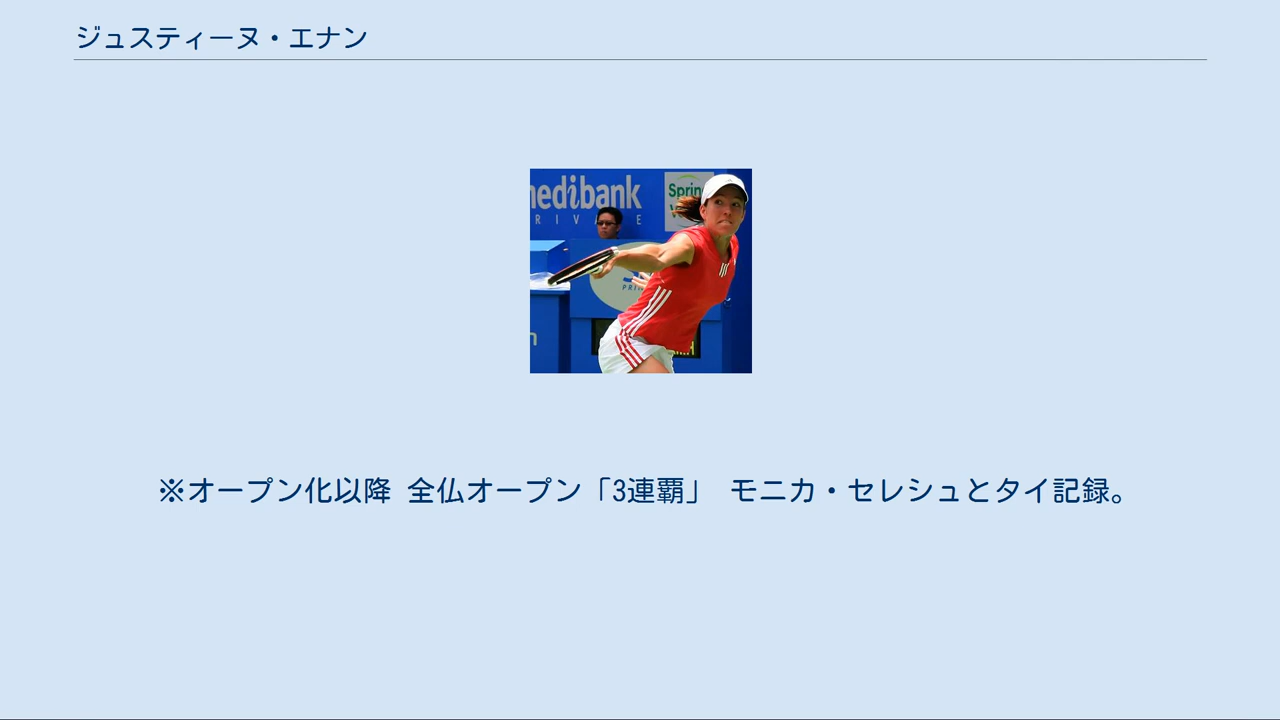 ジュスティーヌ・エナン
medibank
Sprin
R I V   E
※オープン化以降 全仏オープン「3連覇」 モニカ・セレシュとタイ記録。